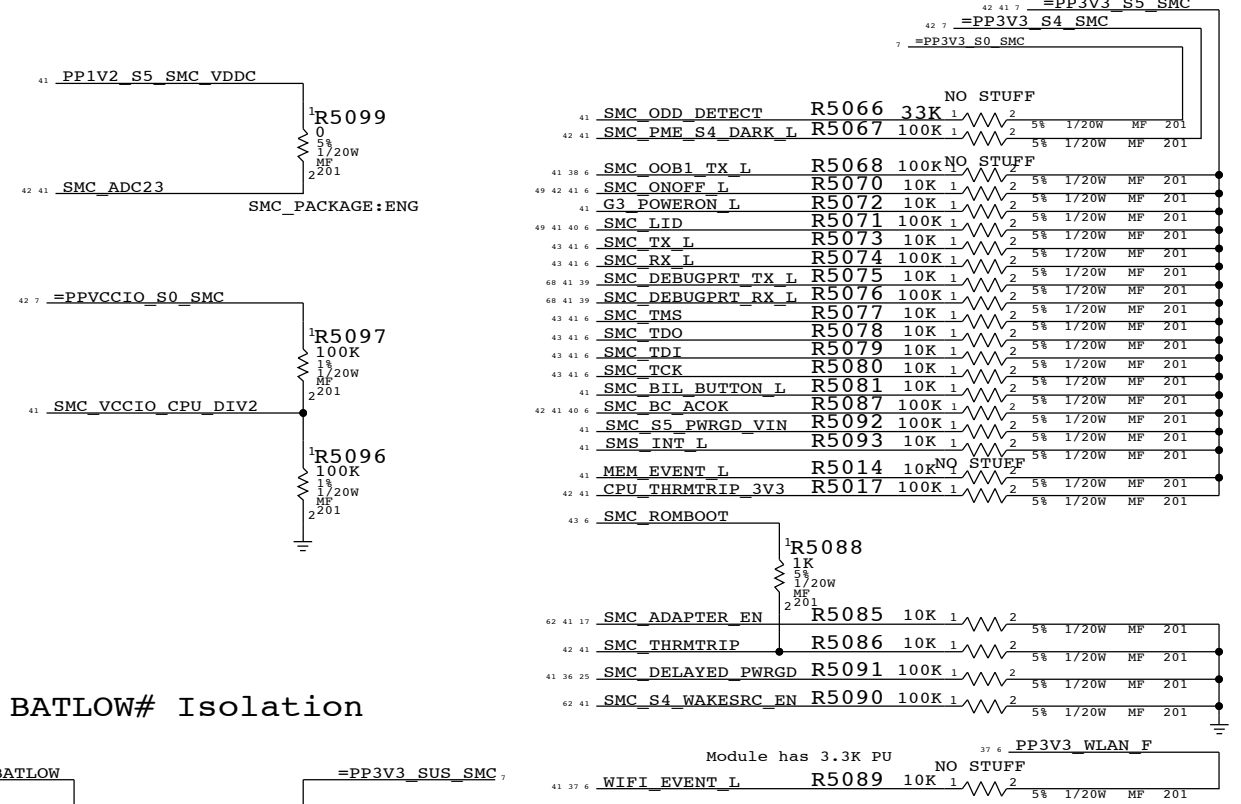 42 41 7 =PP3V3_S5_SMC
42 7 =PP3V3_S4_SMC
7 =PP3V3_S0_SMC
41 PP1V2_S5_SMC_VDDC
1 R5099
0
5%
1/20W
MF
2 201
42 41 SMC_ADC23
SMC_PACKAGE:ENG
42 7 =PPVCCIO_S0_SMC
1 R5097
100K
1%
1/20W
MF
2 201
41 SMC_VCCIO_CPU_DIV2
1 R5096
100K
1%
1/20W
MF
2 201
NO STUFF
41 SMC_ODD_DETECT R5066 33K 1 2 5% 1/20W MF 201
42 41 SMC_PME_S4_DARK_L R5067 100K 1 2 5% 1/20W MF 201
NO STUFF
41 38 6 SMC_OOB1_TX_L R5068 100K 1 2 5% 1/20W MF 201
49 42 41 6 SMC_ONOFF_L R5070 10K 1 2 5% 1/20W MF 201
41 G3_POWERON_L R5072 10K 1 2 5% 1/20W MF 201
49 41 40 6 SMC_LID R5071 100K 1 2 5% 1/20W MF 201
43 41 6 SMC_TX_L R5073 10K 1 2 5% 1/20W MF 201
43 41 6 SMC_RX_L R5074 100K 1 2 5% 1/20W MF 201
68 41 39 SMC_DEBUGPRT_TX_L R5075 10K 1 2 5% 1/20W MF 201
68 41 39 SMC_DEBUGPRT_RX_L R5076 100K 1 2 5% 1/20W MF 201
43 41 6 SMC_TMS R5077 10K 1 2 5% 1/20W MF 201
43 41 6 SMC_TDO R5078 10K 1 2 5% 1/20W MF 201
43 41 6 SMC_TDI R5079 10K 1 2 5% 1/20W MF 201
43 41 6 SMC_TCK R5080 10K 1 2 5% 1/20W MF 201
41 SMC_BIL_BUTTON_L R5081 10K 1 2 5% 1/20W MF 201
42 41 40 6 SMC_BC_ACOK R5087 100K 1 2 5% 1/20W MF 201
41 SMC_S5_PWRGD_VIN R5092 100K 1 2 5% 1/20W MF 201
41 SMS_INT_L R5093 10K 1 2 5% 1/20W MF 201
NO STUFF
41 MEM_EVENT_L R5014 10K 1 2 5% 1/20W MF 201
42 41 CPU_THRMTRIP_3V3 R5017 100K 1 2 5% 1/20W MF 201
43 6 SMC_ROMBOOT
1 R5088
1K
5%
1/20W
MF
2 201
62 41 17 SMC_ADAPTER_EN R5085 10K 1 2 5% 1/20W MF 201
42 41 SMC_THRMTRIP R5086 10K 1 2 5% 1/20W MF 201
41 36 25 SMC_DELAYED_PWRGD R5091 100K 1 2 5% 1/20W MF 201
62 41 SMC_S4_WAKESRC_EN R5090 100K 1 2 5% 1/20W MF 201
BATLOW# Isolation
BATLOW
=PP3V3_SUS_SMC 7
37 6 PP3V3_WLAN_F
Module has 3.3K PU
NO STUFF
41 37 6 WIFI_EVENT_L R5089 10K 1 2 5% 1/20W MF 201